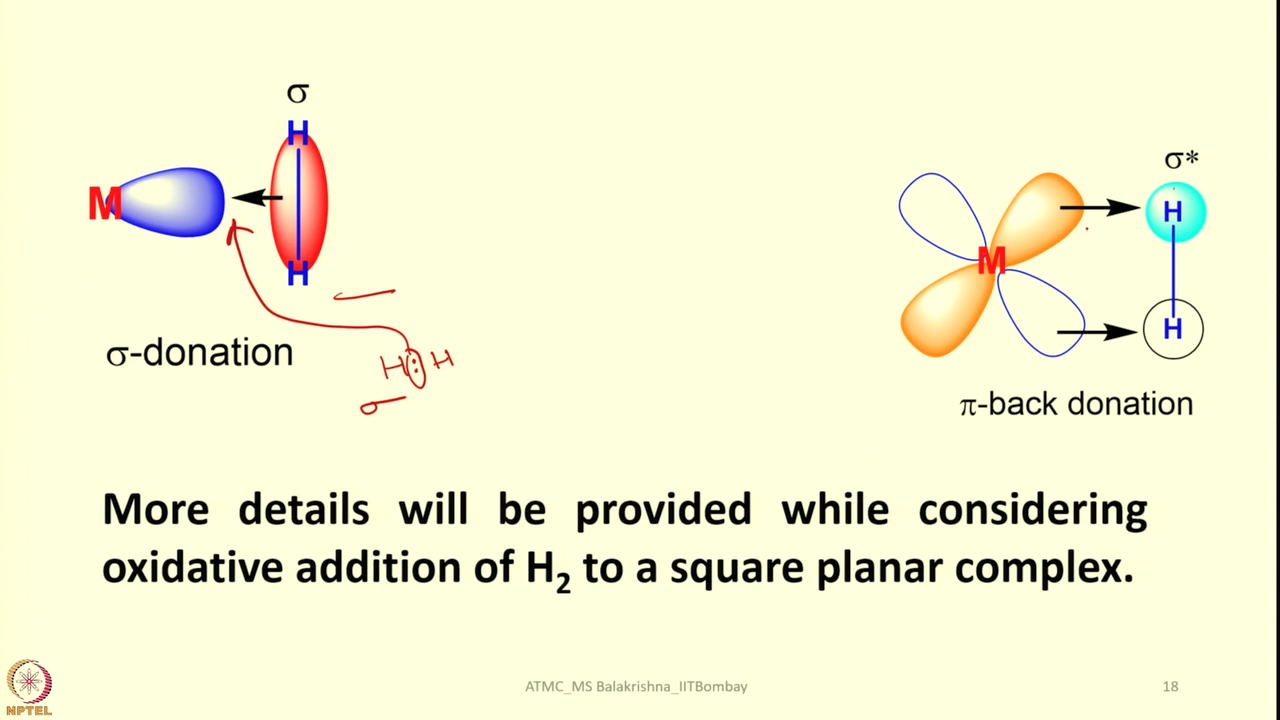 σ
H
M
H
σ-donation
H : H
σ
σ*
H
M
H
π-back donation
More details will be provided while considering
oxidative addition of H₂ to a square planar complex.
NPTEL
ATMC_MS Balakrishna_IITBombay
18